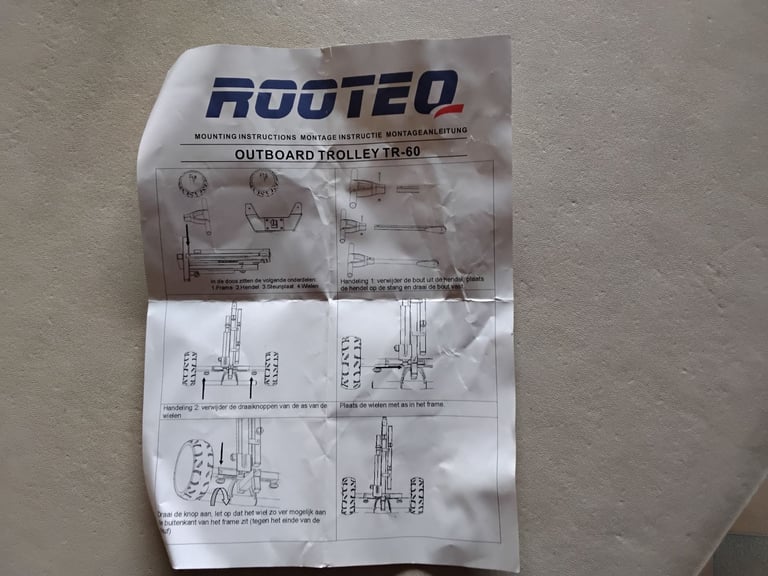 ROOTEQ
MOUNTING INSTRUCTIONS MONTAGE INSTRUCTIE MONTAGEANLEITUNG
OUTBOARD TROLLEY TR-60
in de doos zitten de volgende onderdelen:
1.Frame 2.Hendel 3.Steunplaat 4.Wielen
Handeling 1: verwijder de bout uit de hendel, plaats
de hendel op de stang en draai de bout vast
Handeling 2: verwijder de draaiknoppen van de as van de
wielen
Plaats de wielen met as in het frame.
Draai de knop aan, let op dat het wiel zo ver mogelijk aan
de buitenkant van het frame zit (tegen het einde van de